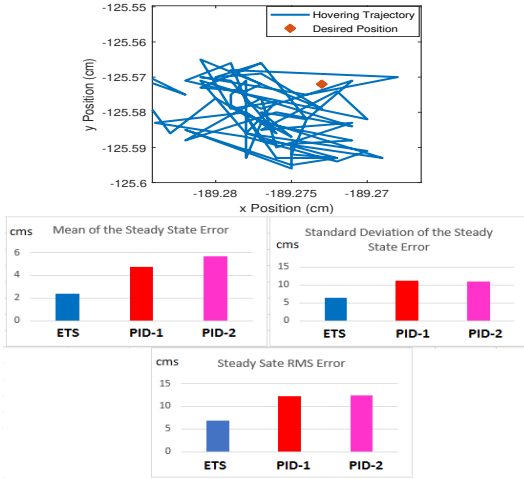 -125.55
-125.56
-125.57
-125.58
-125.59
-125.6
y Position (cm)
Hovering Trajectory
Desired Position
-189.28 -189.275 -189.27
x Position (cm)
cms
Mean of the Steady State Error
6
4
2
0
ETS PID-1 PID-2
Standard Deviation of the Steady
State Error
cms
15
10
5
0
ETS PID-1 PID-2
cms
Steady Sate RMS Error
15
10
5
0
ETS PID-1 PID-2